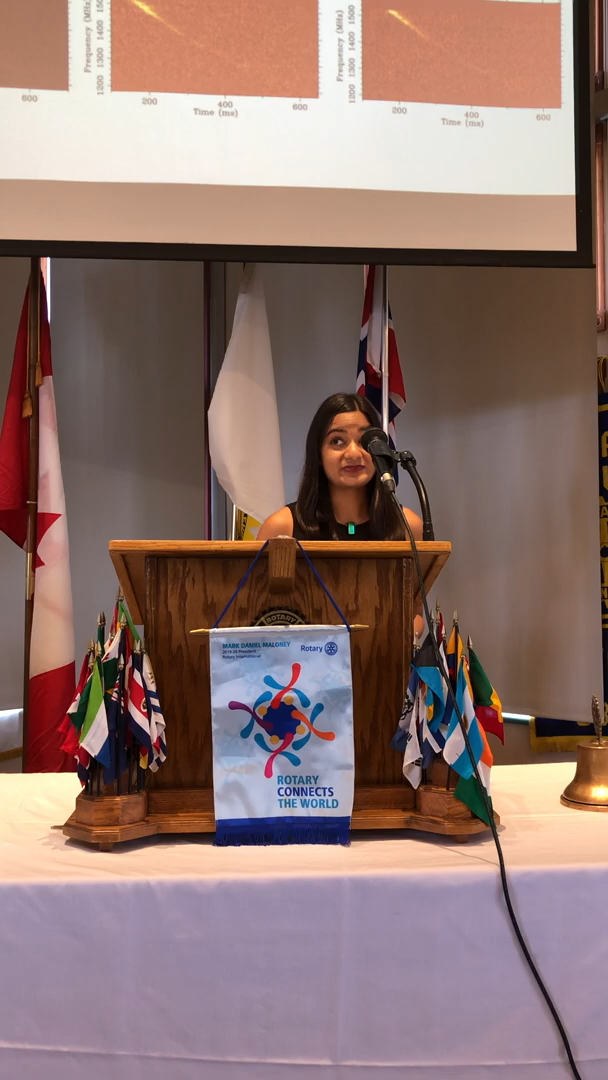 Frequency (MHz)
1200 1300 1400 1500
200
400
600
Time (ms)
Frequency (MHz)
1200 1300 1400 1500
200
400
600
Time (ms)
600
ROTARY
MARK DANIEL MALONEY
2019-20 President
Rotary International
Rotary
ROTARY
CONNECTS
THE WORLD